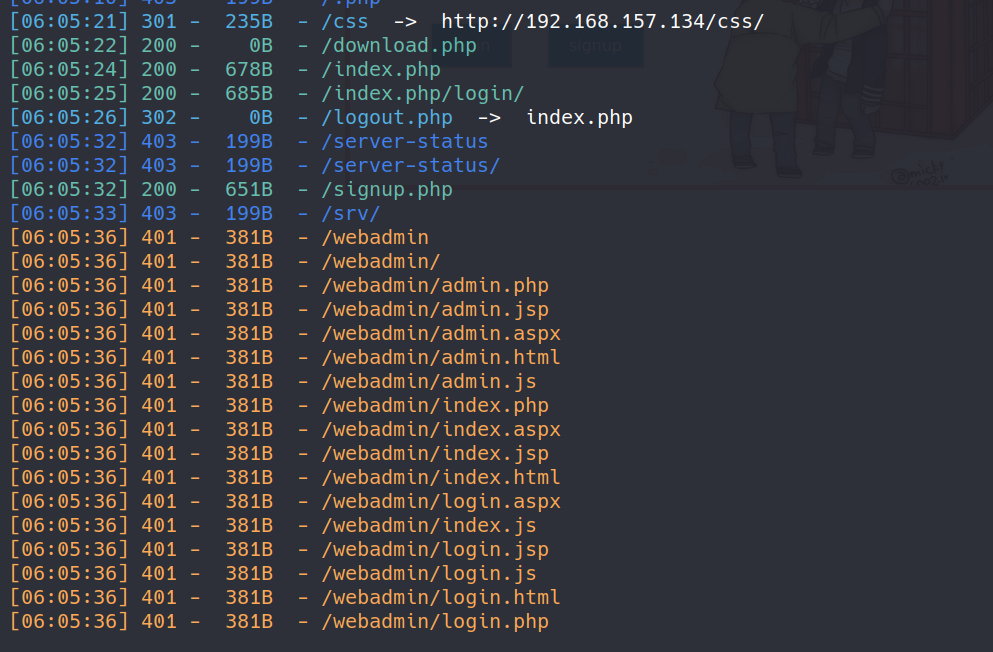 [06:05:21] 301 -   235B  - /css  ->  http://192.168.157.134/css/
[06:05:22] 200 -     0B  - /download.php
[06:05:24] 200 -   678B  - /index.php
[06:05:25] 200 -   685B  - /index.php/login/
[06:05:26] 302 -     0B  - /logout.php  ->  index.php
[06:05:32] 403 -   199B  - /server-status
[06:05:32] 403 -   199B  - /server-status/
[06:05:32] 200 -   651B  - /signup.php
[06:05:33] 403 -   199B  - /srv/
[06:05:36] 401 -   381B  - /webadmin
[06:05:36] 401 -   381B  - /webadmin/
[06:05:36] 401 -   381B  - /webadmin/admin.php
[06:05:36] 401 -   381B  - /webadmin/admin.jsp
[06:05:36] 401 -   381B  - /webadmin/admin.aspx
[06:05:36] 401 -   381B  - /webadmin/admin.html
[06:05:36] 401 -   381B  - /webadmin/admin.js
[06:05:36] 401 -   381B  - /webadmin/index.php
[06:05:36] 401 -   381B  - /webadmin/index.aspx
[06:05:36] 401 -   381B  - /webadmin/index.jsp
[06:05:36] 401 -   381B  - /webadmin/index.html
[06:05:36] 401 -   381B  - /webadmin/login.aspx
[06:05:36] 401 -   381B  - /webadmin/index.js
[06:05:36] 401 -   381B  - /webadmin/login.jsp
[06:05:36] 401 -   381B  - /webadmin/login.js
[06:05:36] 401 -   381B  - /webadmin/login.html
[06:05:36] 401 -   381B  - /webadmin/login.php
signup